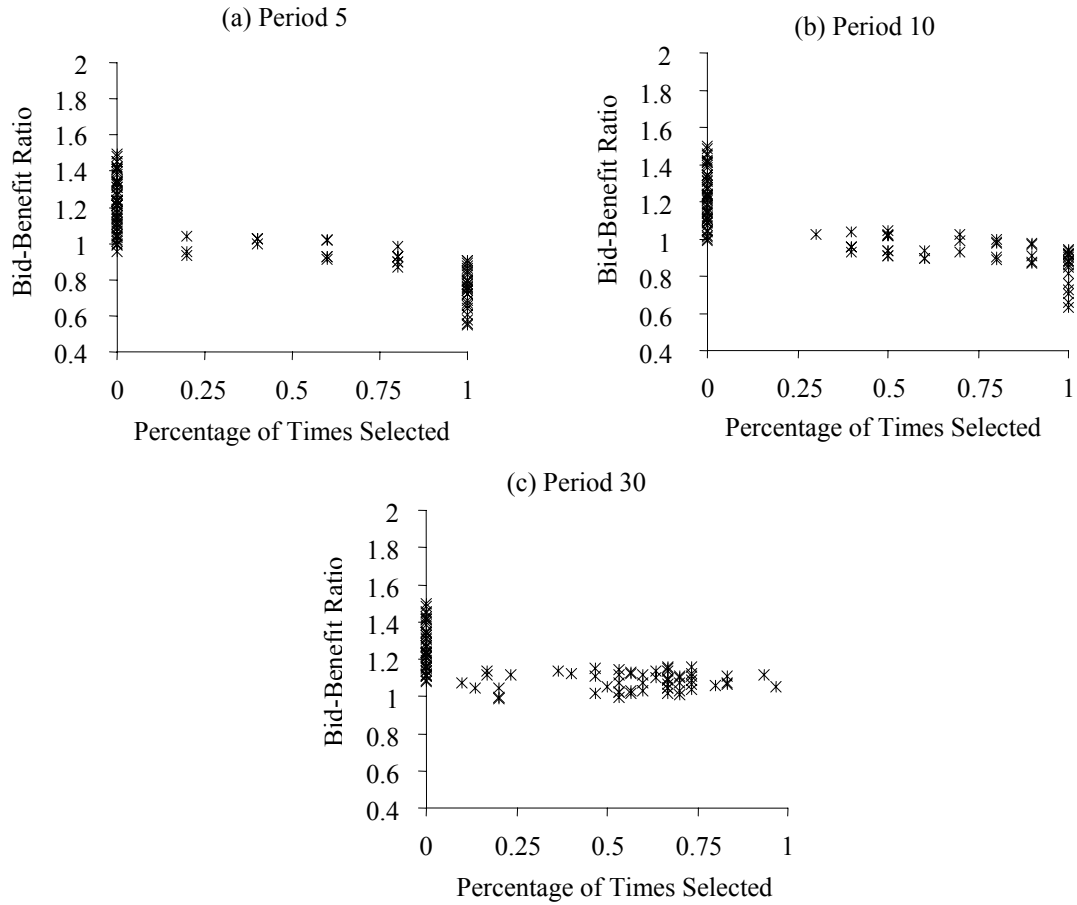 (a) Period 5
Bid-Benefit Ratio
2
1.8
1.6
1.4
1.2
1
0.8
0.6
0.4
0 0.25 0.5 0.75 1
Percentage of Times Selected
(b) Period 10
Bid-Benefit Ratio
2
1.8
1.6
1.4
1.2
1
0.8
0.6
0.4
0 0.25 0.5 0.75 1
Percentage of Times Selected
(c) Period 30
Bid-Benefit Ratio
2
1.8
1.6
1.4
1.2
1
0.8
0.6
0.4
0 0.25 0.5 0.75 1
Percentage of Times Selected